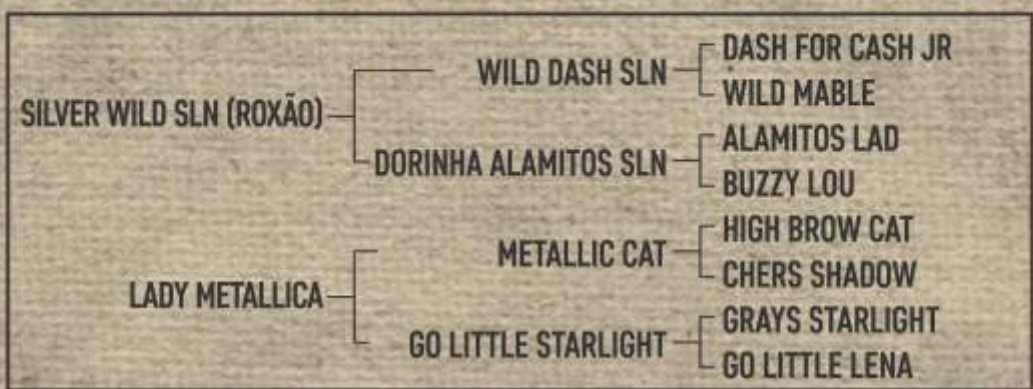 DASH FOR CASH JR
WILD DASH SLN
WILD MABLE
SILVER WILD SLN (ROXÃO)
ALAMITOS LAD
DORINHA ALAMITOS SLN
BUZZY LOU
HIGH BROW CAT
METALLIC CAT
CHERS SHADOW
LADY METALLICA
GRAYS STARLIGHT
GO LITTLE STARLIGHT
GO LITTLE LENA